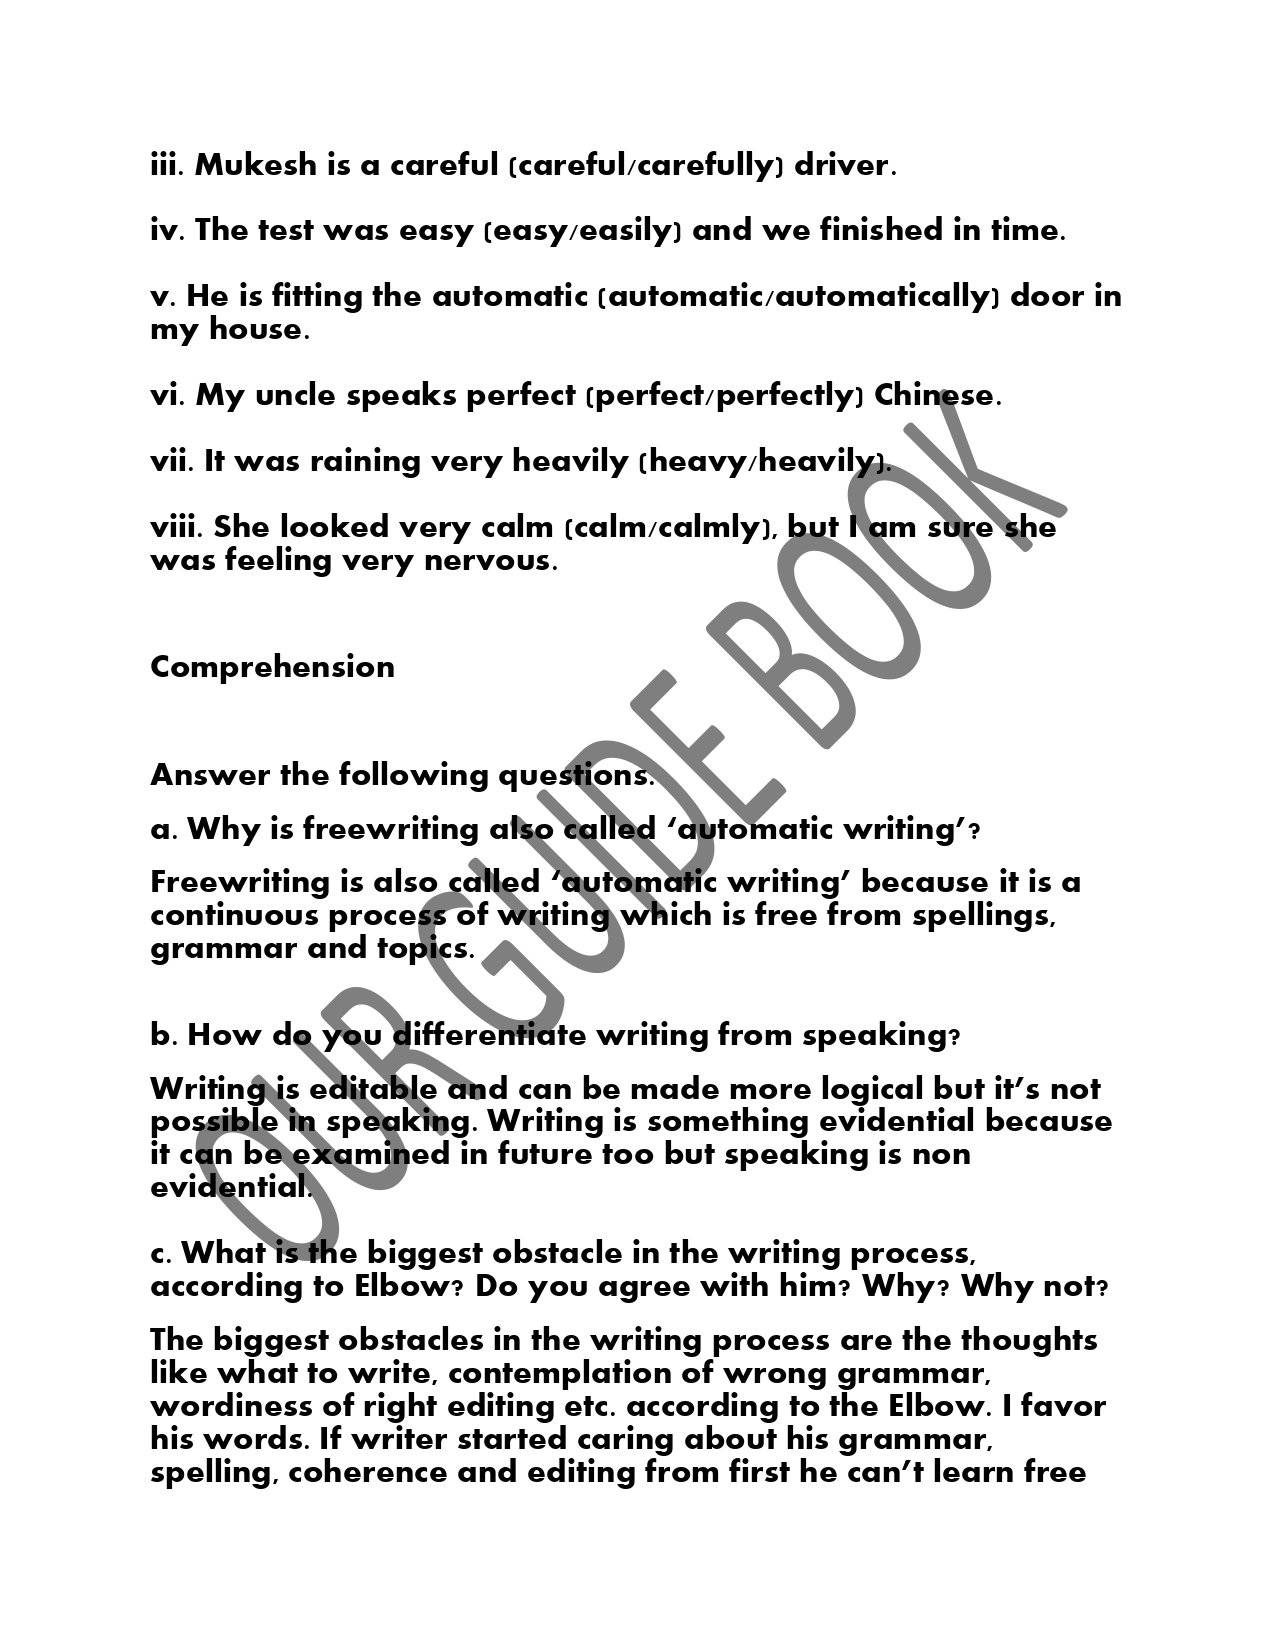 iii. Mukesh is a careful (careful/carefully) driver.
iv. The test was easy (easy/easily) and we finished in time.
v. He is fitting the automatic (automatic/automatically) door in
my house.
vi. My uncle speaks perfect (perfect/perfectly) Chinese.
vii. It was raining very heavily (heavy/heavily).
viii. She looked very calm (calm/calmly), but I am sure she
was feeling very nervous.
Comprehension
Answer the following questions.
a. Why is freewriting also called ‘automatic writing’?
Freewriting is also called ‘automatic writing’ because it is a
continuous process of writing which is free from spellings,
grammar and topics.
b. How do you differentiate writing from speaking?
Writing is editable and can be made more logical but it’s not
possible in speaking. Writing is something evidential because
it can be examined in future too but speaking is non
evidential.
c. What is the biggest obstacle in the writing process,
according to Elbow? Do you agree with him? Why? Why not?
The biggest obstacles in the writing process are the thoughts
like what to write, contemplation of wrong grammar,
wordiness of right editing etc. according to the Elbow. I favor
his words. If writer started caring about his grammar,
spelling, coherence and editing from first he can’t learn free
OUR GUIDE BOOK